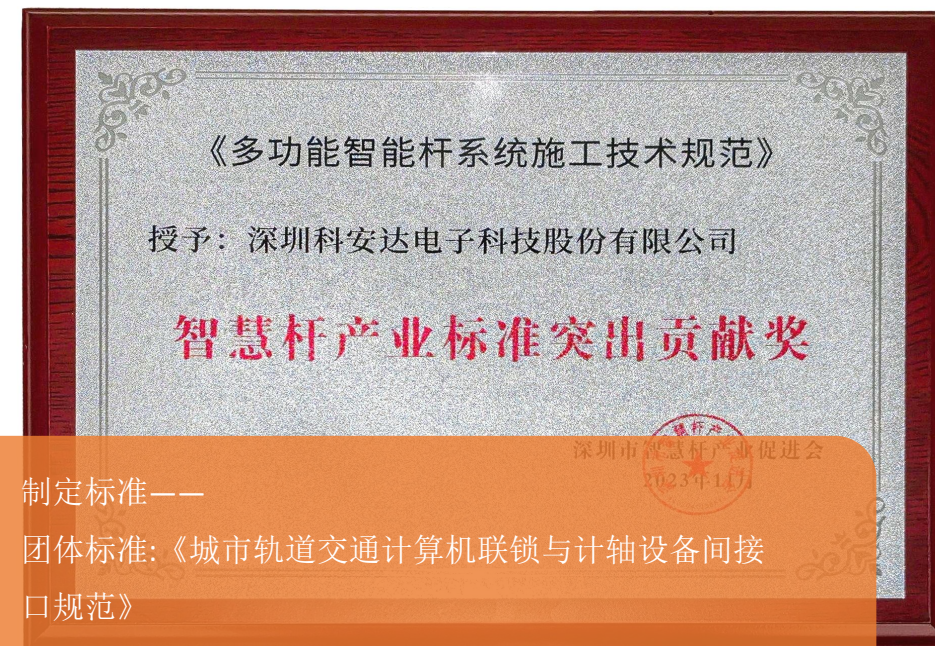 《多功能智能杆系统施工技术规范》
授予：深圳科安达电子科技股份有限公司
智慧杆产业标准突出贡献奖
深圳市智慧杆产业促进会
2023年11月
制定标准——
团体标准:《城市轨道交通计算机联锁与计轴设备间接
口规范》